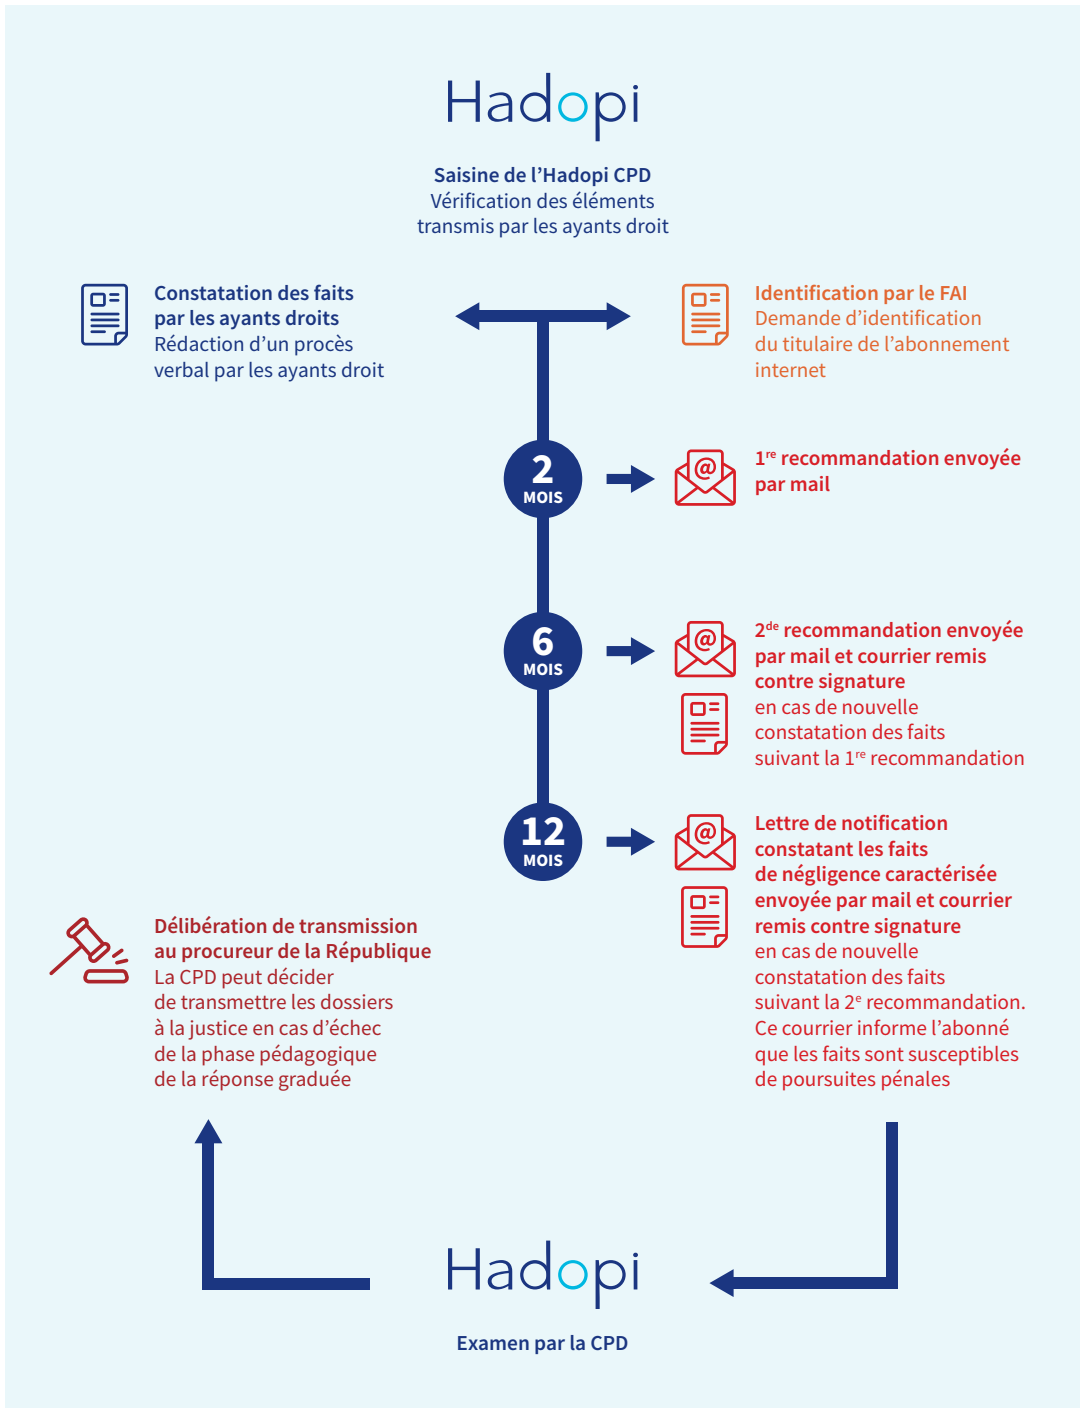 Hadopi
Saisine de l’Hadopi CPD
Vérification des éléments
transmis par les ayants droit
Constatation des faits
par les ayants droits
Rédaction d’un procès
verbal par les ayants droit
Identification par le FAI
Demande d’identification
du titulaire de l’abonnement
internet
2
MOIS
1re recommandation envoyée
par mail
6
MOIS
2de recommandation envoyée
par mail et courrier remis
contre signature
en cas de nouvelle
constatation des faits
suivant la 1re recommandation
12
MOIS
Lettre de notification
constatant les faits
de négligence caractérisée
envoyée par mail et courrier
remis contre signature
en cas de nouvelle
constatation des faits
suivant la 2e recommandation.
Ce courrier informe l’abonné
que les faits sont susceptibles
de poursuites pénales
Délibération de transmission
au procureur de la République
La CPD peut décider
de transmettre les dossiers
à la justice en cas d’échec
de la phase pédagogique
de la réponse graduée
Hadopi
Examen par la CPD